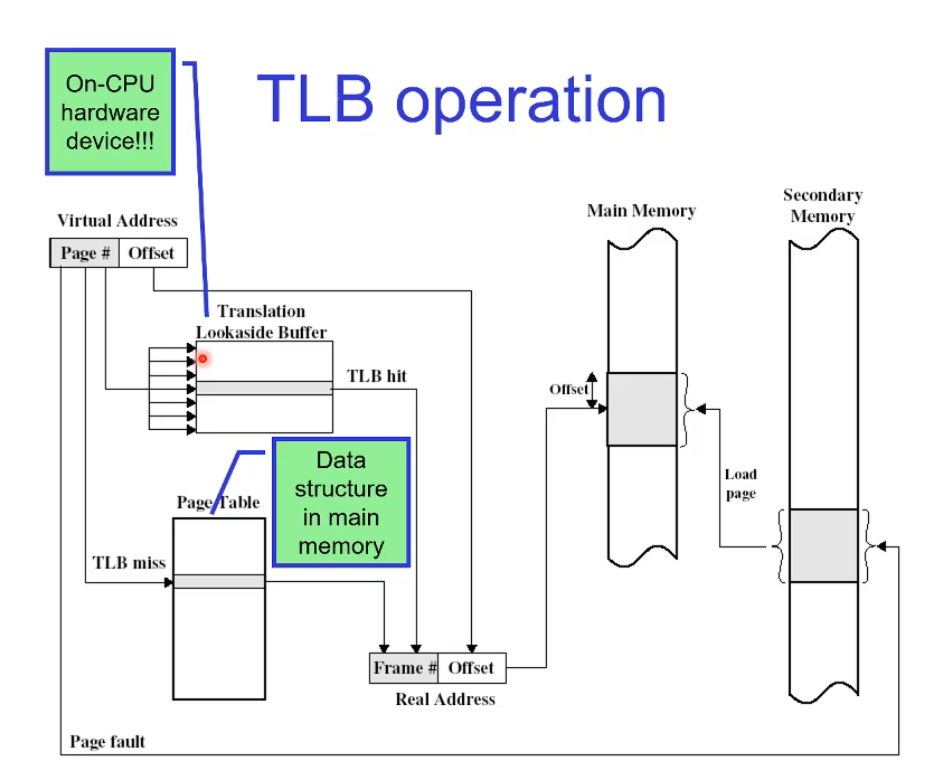 On-CPU
hardware
device!!!
TLB operation
Virtual Address
Page #
Offset
Translation
Lookaside Buffer
TLB hit
Main Memory
Secondary
Memory
Offset
Load
page
Data
structure
in main
memory
Page Table
TLB miss
Frame #
Offset
Real Address
Page fault